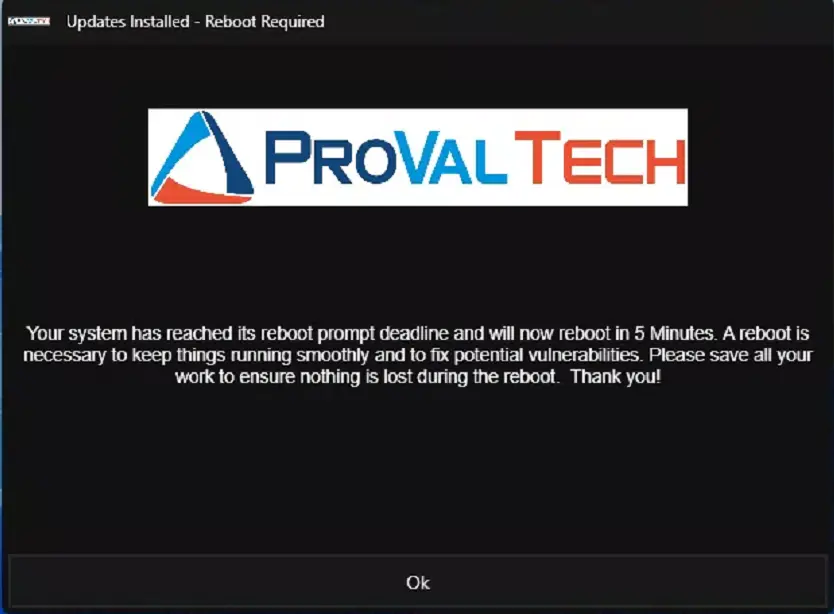 Updates Installed - Reboot Required
PROVAL TECH
Your system has reached its reboot prompt deadline and will now reboot in 5 Minutes. A reboot is
necessary to keep things running smoothly and to fix potential vulnerabilities. Please save all your
work to ensure nothing is lost during the reboot.  Thank you!
Ok